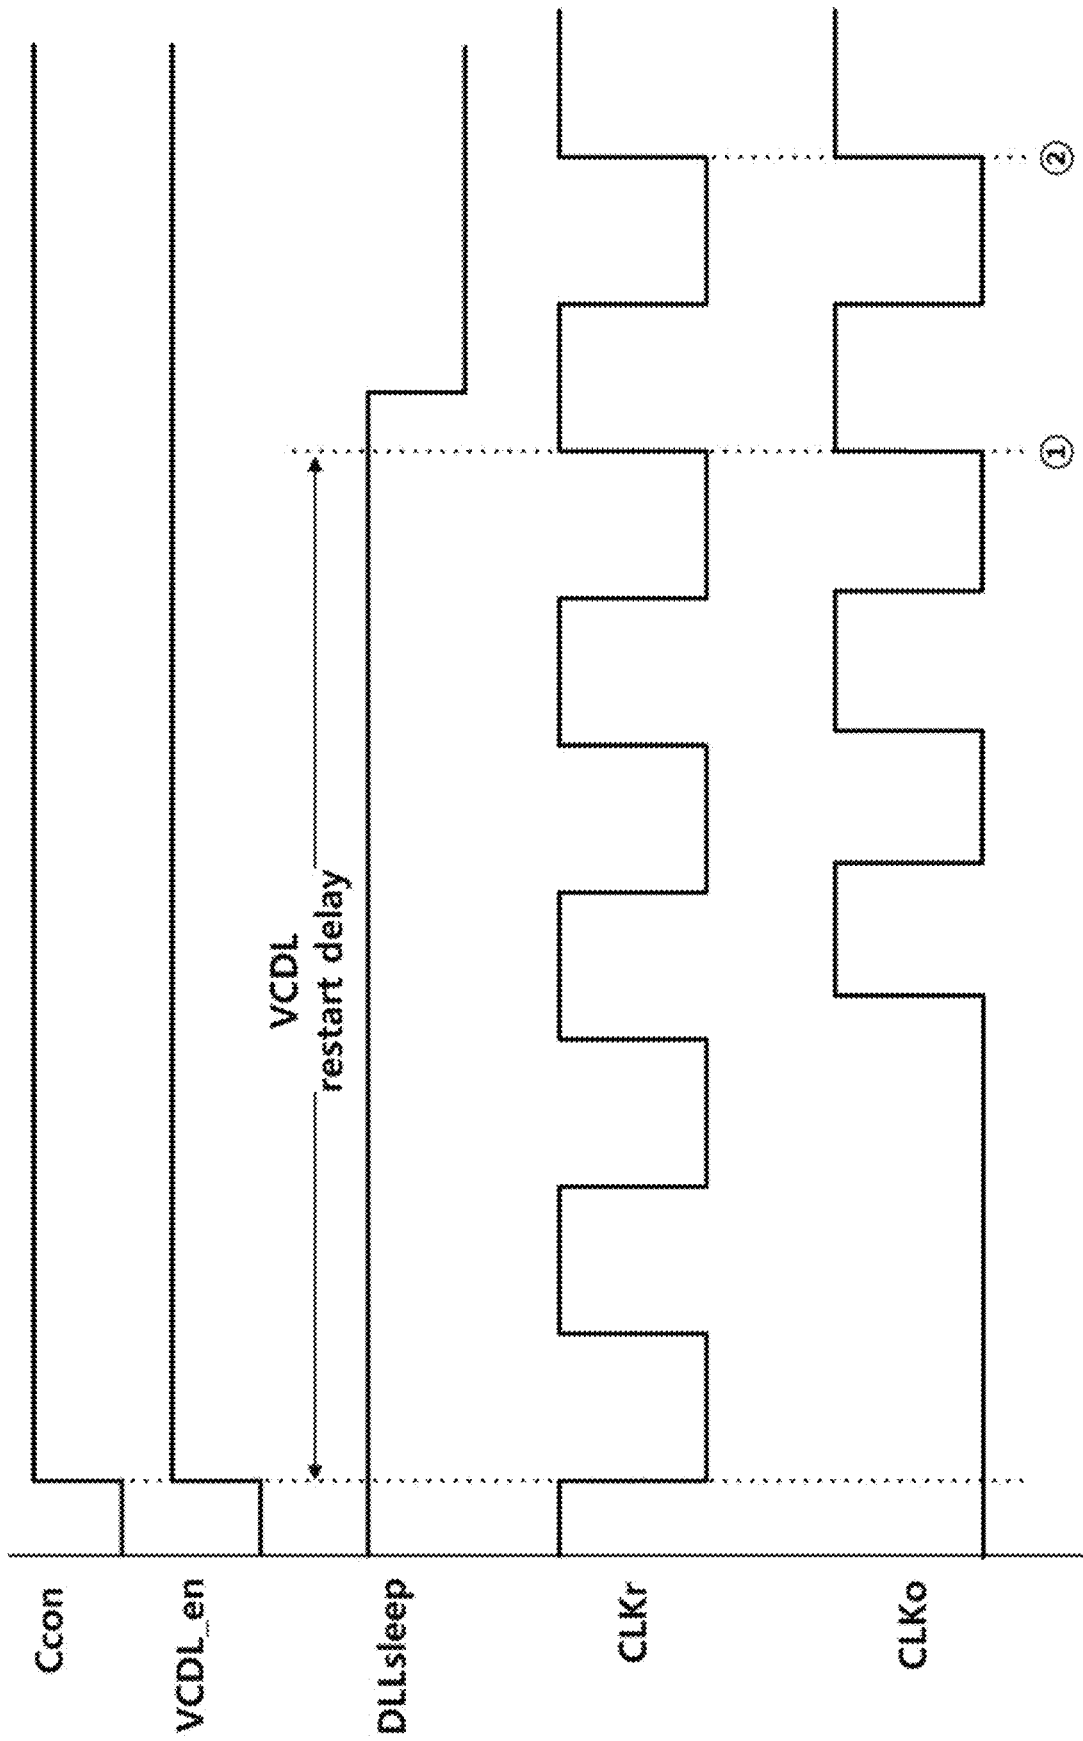 Ccon
VCDL_en
VCDL
restart delay
DLLsleep
CLKr
CLKo
①
②